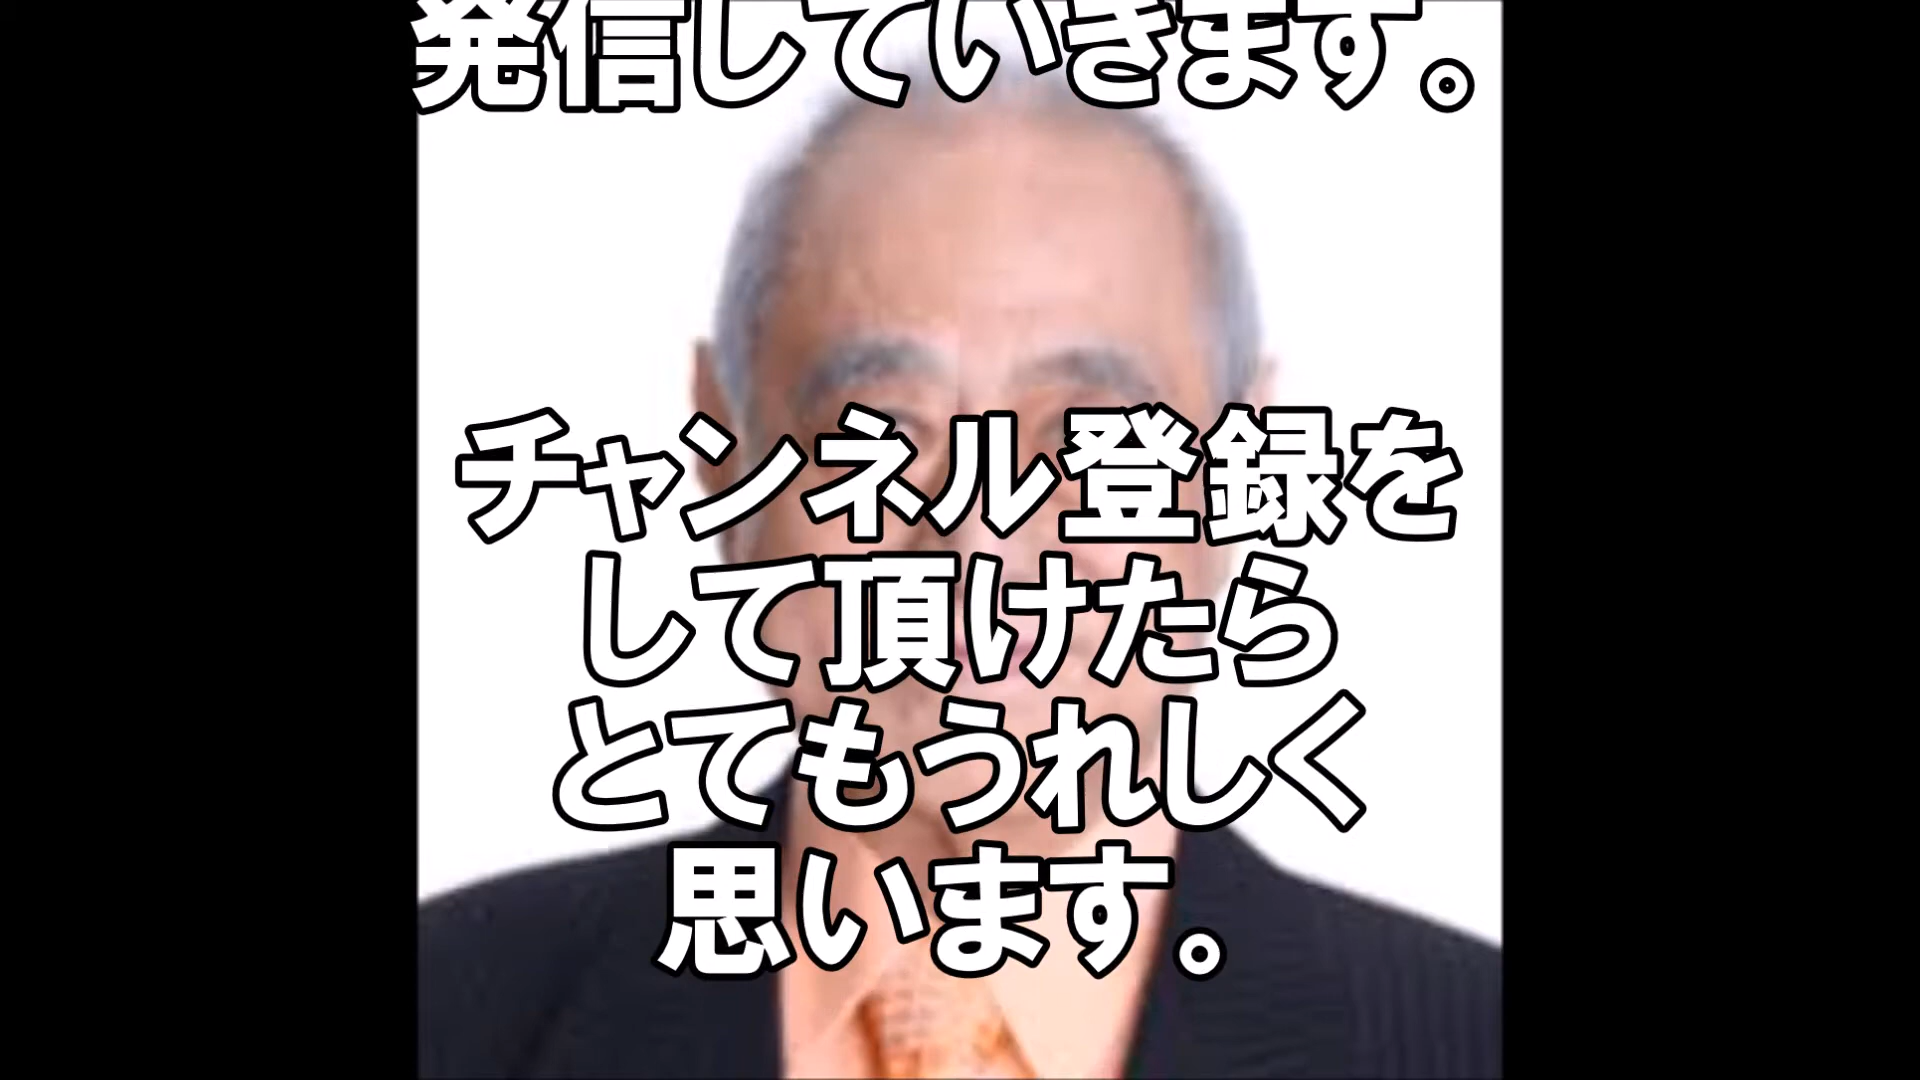 発信していきます。
チャンネル登録を
して頂けたら
とてもうれしく
思います。